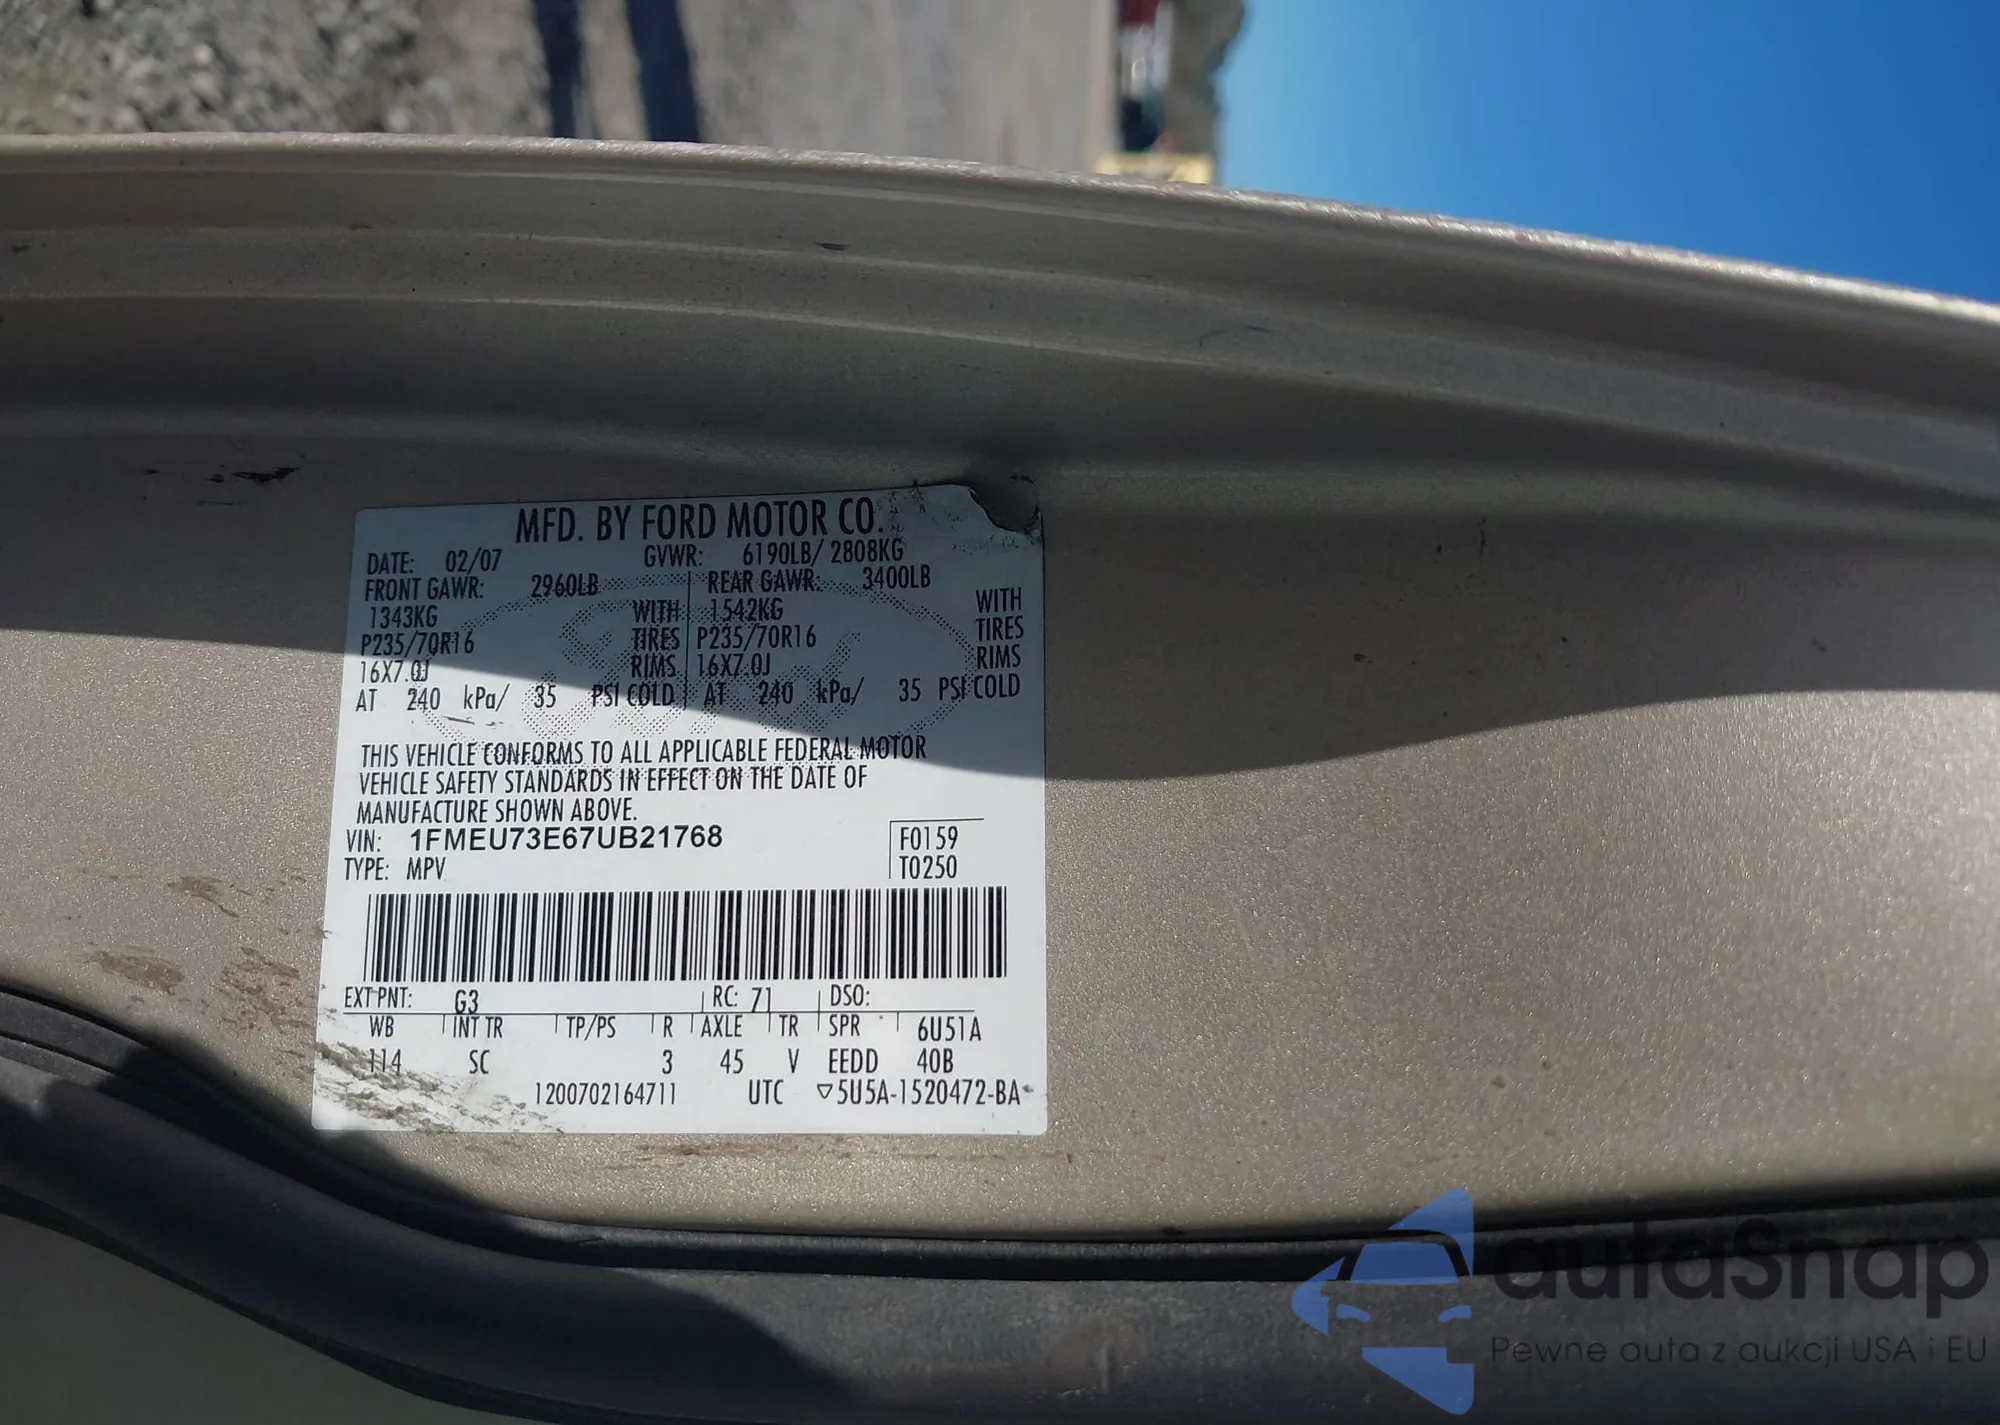 MFD. BY FORD MOTOR CO.
DATE: 02/07 GVWR: 6190LB/ 2808KG
FRONT GAWR: 2960LB REAR GAWR: 3400LB
1343KG WITH 1542KG WITH
P235/70R16 TIRES P235/70R16 TIRES
16X7.0J RIMS 16X7.0J RIMS
AT 240 kPa/ 35 PSI COLD AT 240 kPa/ 35 PSI COLD
THIS VEHICLE CONFORMS TO ALL APPLICABLE FEDERAL MOTOR
VEHICLE SAFETY STANDARDS IN EFFECT ON THE DATE OF
MANUFACTURE SHOWN ABOVE.
VIN: 1FMEU73E67UB21768 F0159
TYPE: MPV T0250
EXT PNT: G3 RC: 71 DSO:
WB INT TR TP/PS R AXLE TR SPR 6U51A
114 SC 3 45 V EEDD 40B
1200702164711 UTC ▽5U5A-1520472-BA
autaSnap
Pewne auta z aukcji USA i EU